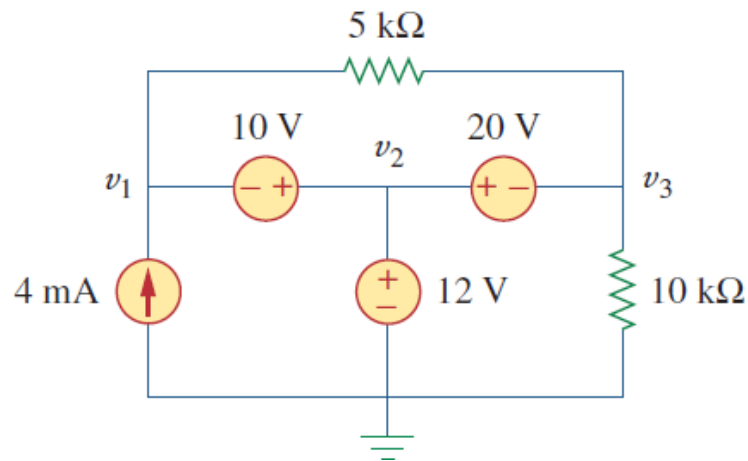 5 kΩ
10 V
20 V
v₂
v₁
− +
+ −
v₃
4 mA
+
−
12 V
10 kΩ